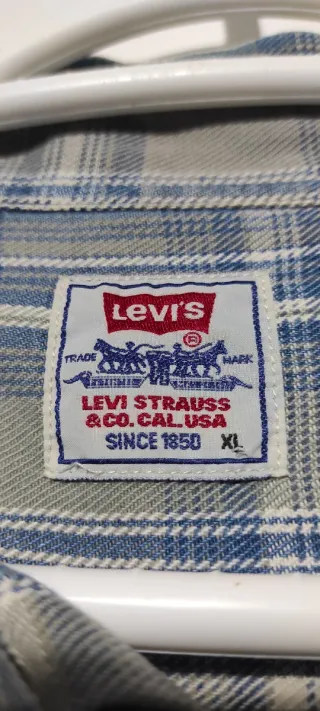 LEVI'S
®
TRADE MARK
LEVI STRAUSS
& CO. CAL. USA
SINCE 1850 XL